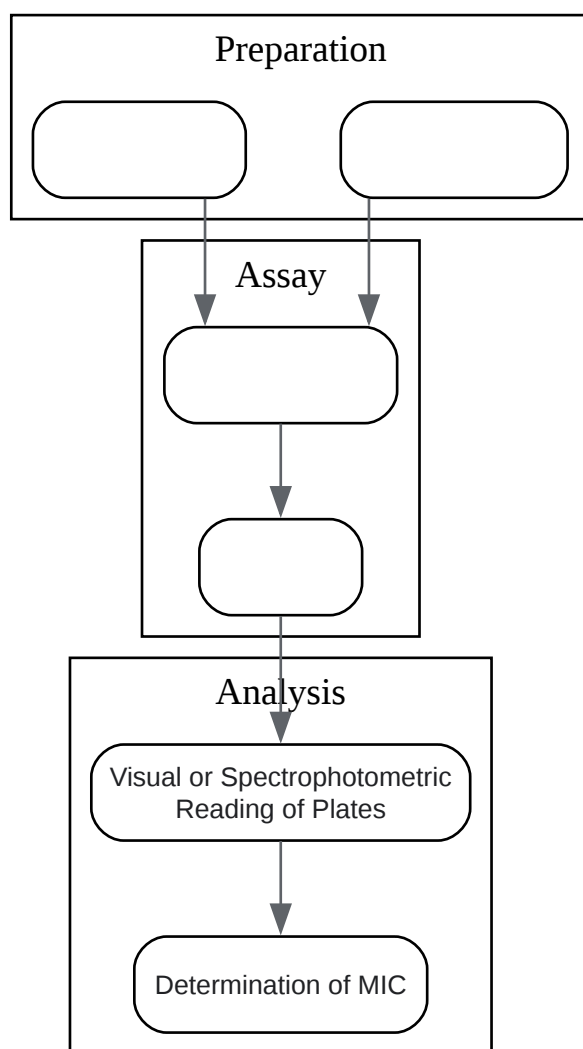 Preparation
Assay
Analysis
Visual or Spectrophotometric
Reading of Plates
Determination of MIC